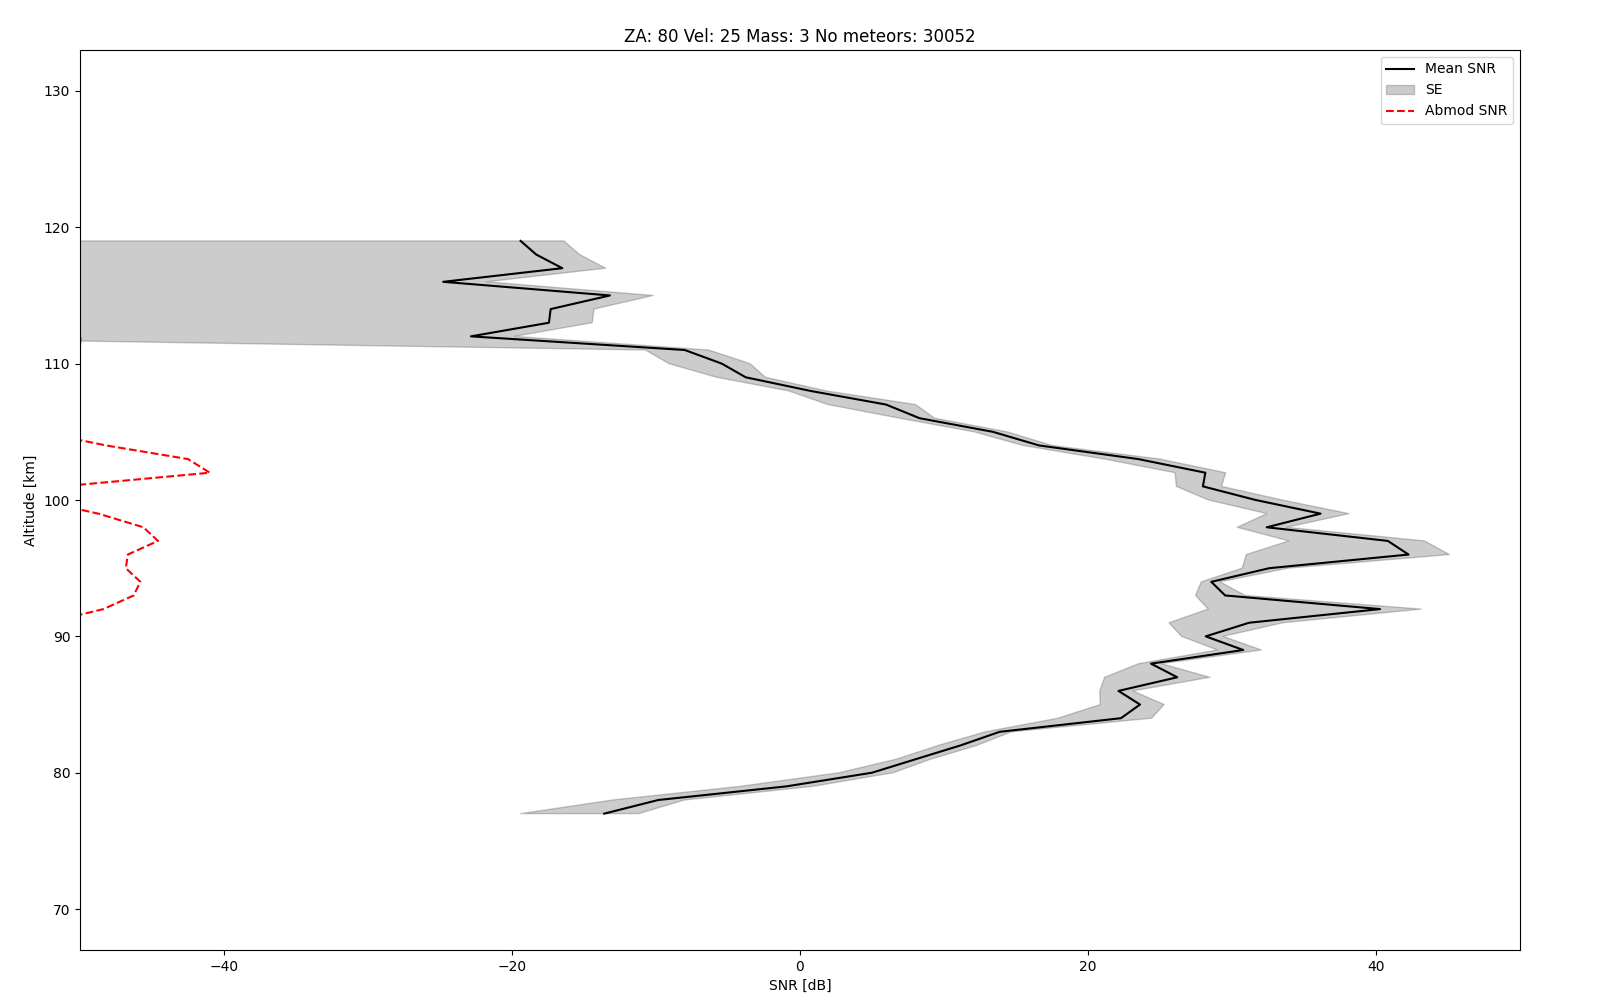 ZA: 80 Vel: 25 Mass: 3 No meteors: 30052
Mean SNR
SE
Abmod SNR
130
120
110
100
90
80
70
Altitude [km]
−40
−20
0
20
40
SNR [dB]